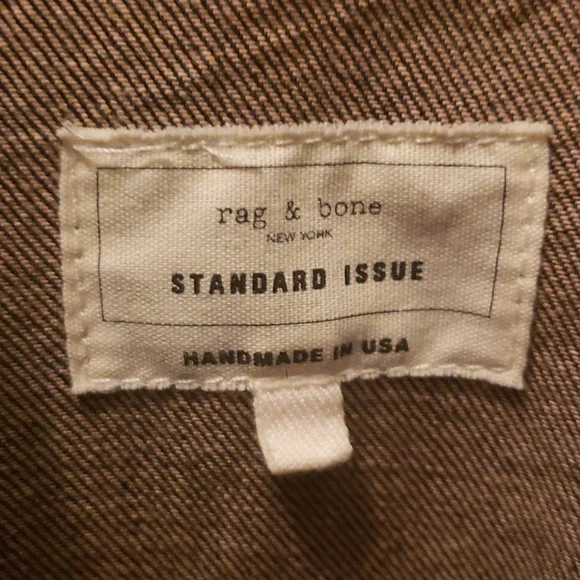 rag & bone
NEW YORK
STANDARD ISSUE
HANDMADE IN USA